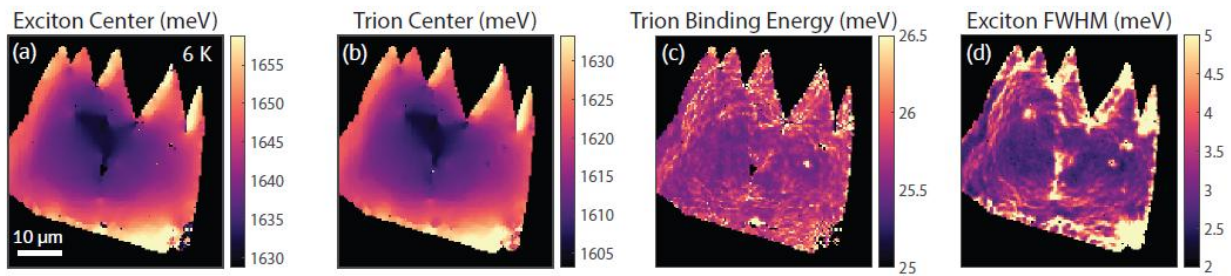 Exciton Center (meV)
Trion Center (meV)
Trion Binding Energy (meV)
Exciton FWHM (meV)
(a)
6 K
10 μm
1655
1650
1645
1640
1635
1630
(b)
1630
1625
1620
1615
1610
1605
(c)
26.5
26
25.5
25
(d)
5
4.5
4
3.5
3
2.5
2